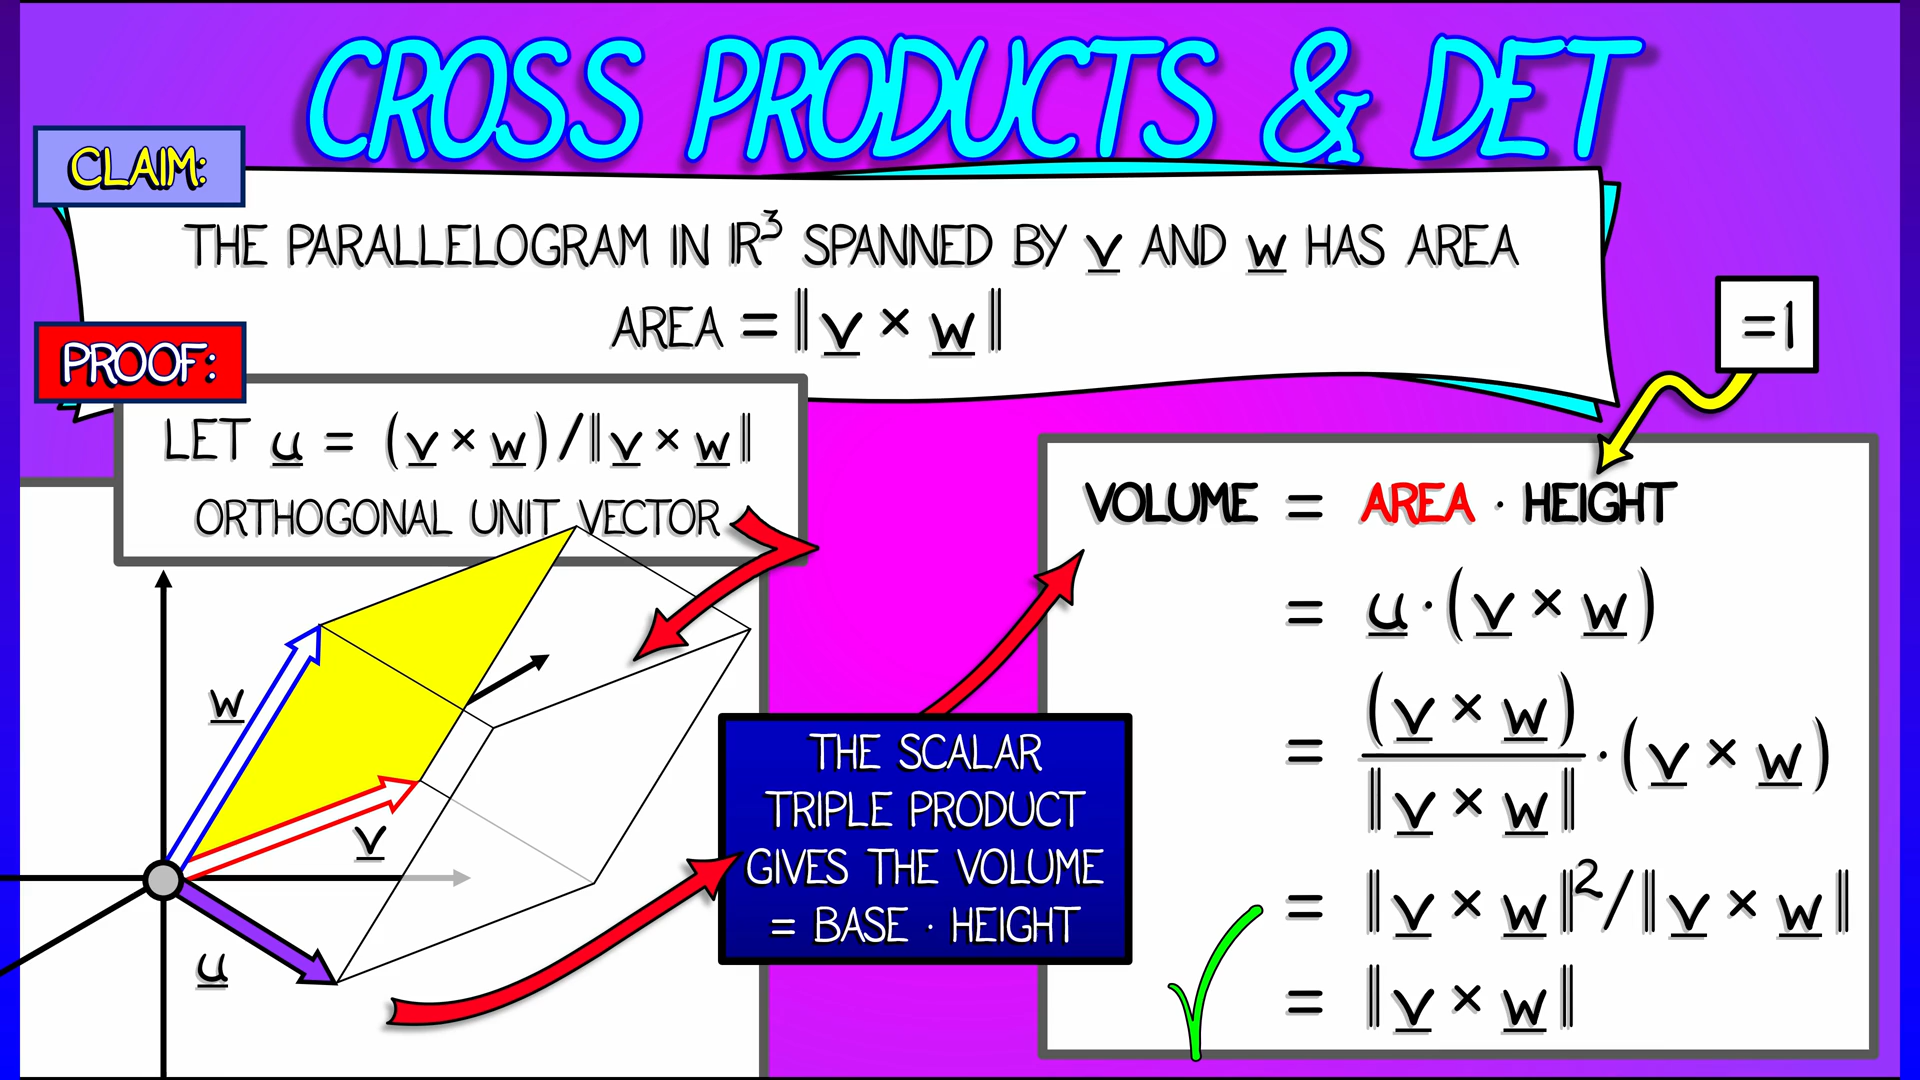 CROSS PRODUCTS & DET
CLAIM:
THE PARALLELOGRAM IN ℝ³ SPANNED BY v AND w HAS AREA
AREA = ‖v × w‖
=1
PROOF:
LET u = (v × w)/‖v × w‖
ORTHOGONAL UNIT VECTOR
w
v
u
THE SCALAR
TRIPLE PRODUCT
GIVES THE VOLUME
= BASE · HEIGHT
VOLUME = AREA · HEIGHT
= u · (v × w)
= (v × w)/‖v × w‖ · (v × w)
= ‖v × w‖²/‖v × w‖
= ‖v × w‖